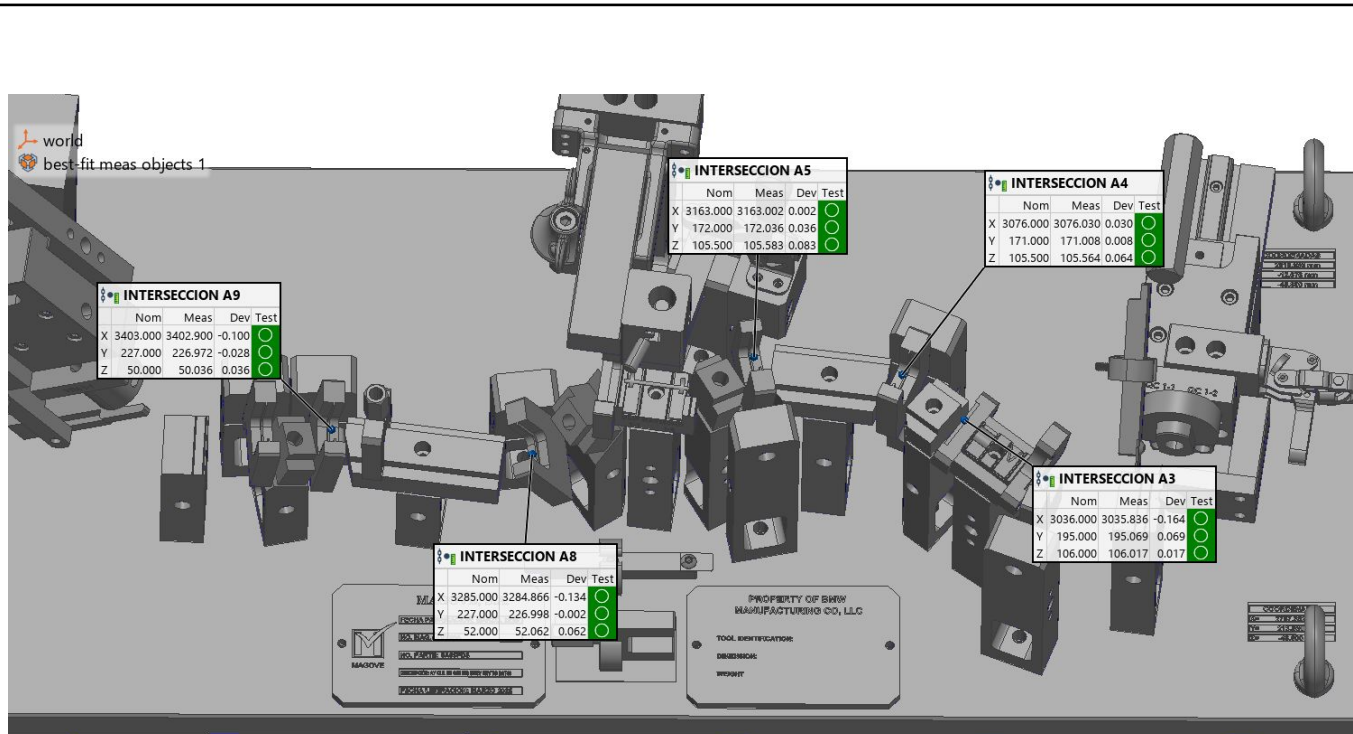 world
best-fit meas objects 1
INTERSECCION A5
Nom Meas Dev Test
X 3163.000 3163.002 0.002
Y 172.000 172.036 0.036
Z 105.500 105.583 0.083
INTERSECCION A4
Nom Meas Dev Test
X 3076.000 3076.030 0.030
Y 171.000 171.008 0.008
Z 105.500 105.564 0.064
INTERSECCION A9
Nom Meas Dev Test
X 3403.000 3402.900 -0.100
Y 227.000 226.972 -0.028
Z 50.000 50.036 0.036
INTERSECCION A3
Nom Meas Dev Test
X 3036.000 3035.836 -0.164
Y 195.000 195.069 0.069
Z 106.000 106.017 0.017
INTERSECCION A8
Nom Meas Dev Test
X 3285.000 3284.866 -0.134
Y 227.000 226.998 -0.002
Z 52.000 52.062 0.062
MAGOVE
PROPERTY OF BMW
MANUFACTURING CO, LLC
TOOL IDENTIFICATION:
DIMENSION:
WEIGHT